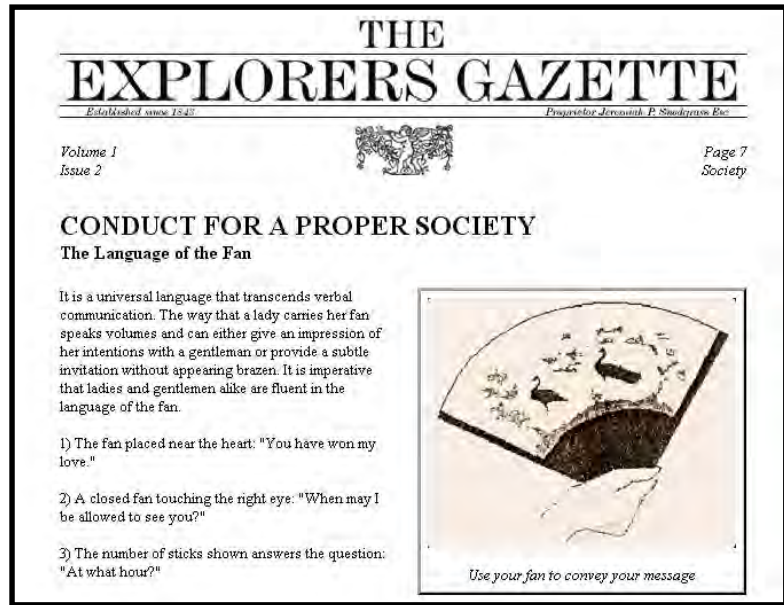 THE
EXPLORERS GAZETTE
Established since 1843
Proprietor Jeremiah P. Snodgrass Esc
Volume 1
Issue 2
Page 7
Society
CONDUCT FOR A PROPER SOCIETY
The Language of the Fan
It is a universal language that transcends verbal
communication. The way that a lady carries her fan
speaks volumes and can either give an impression of
her intentions with a gentleman or provide a subtle
invitation without appearing brazen. It is imperative
that ladies and gentlemen alike are fluent in the
language of the fan.
1) The fan placed near the heart: "You have won my
love."
2) A closed fan touching the right eye: "When may I
be allowed to see you?"
3) The number of sticks shown answers the question:
"At what hour?"
Use your fan to convey your message